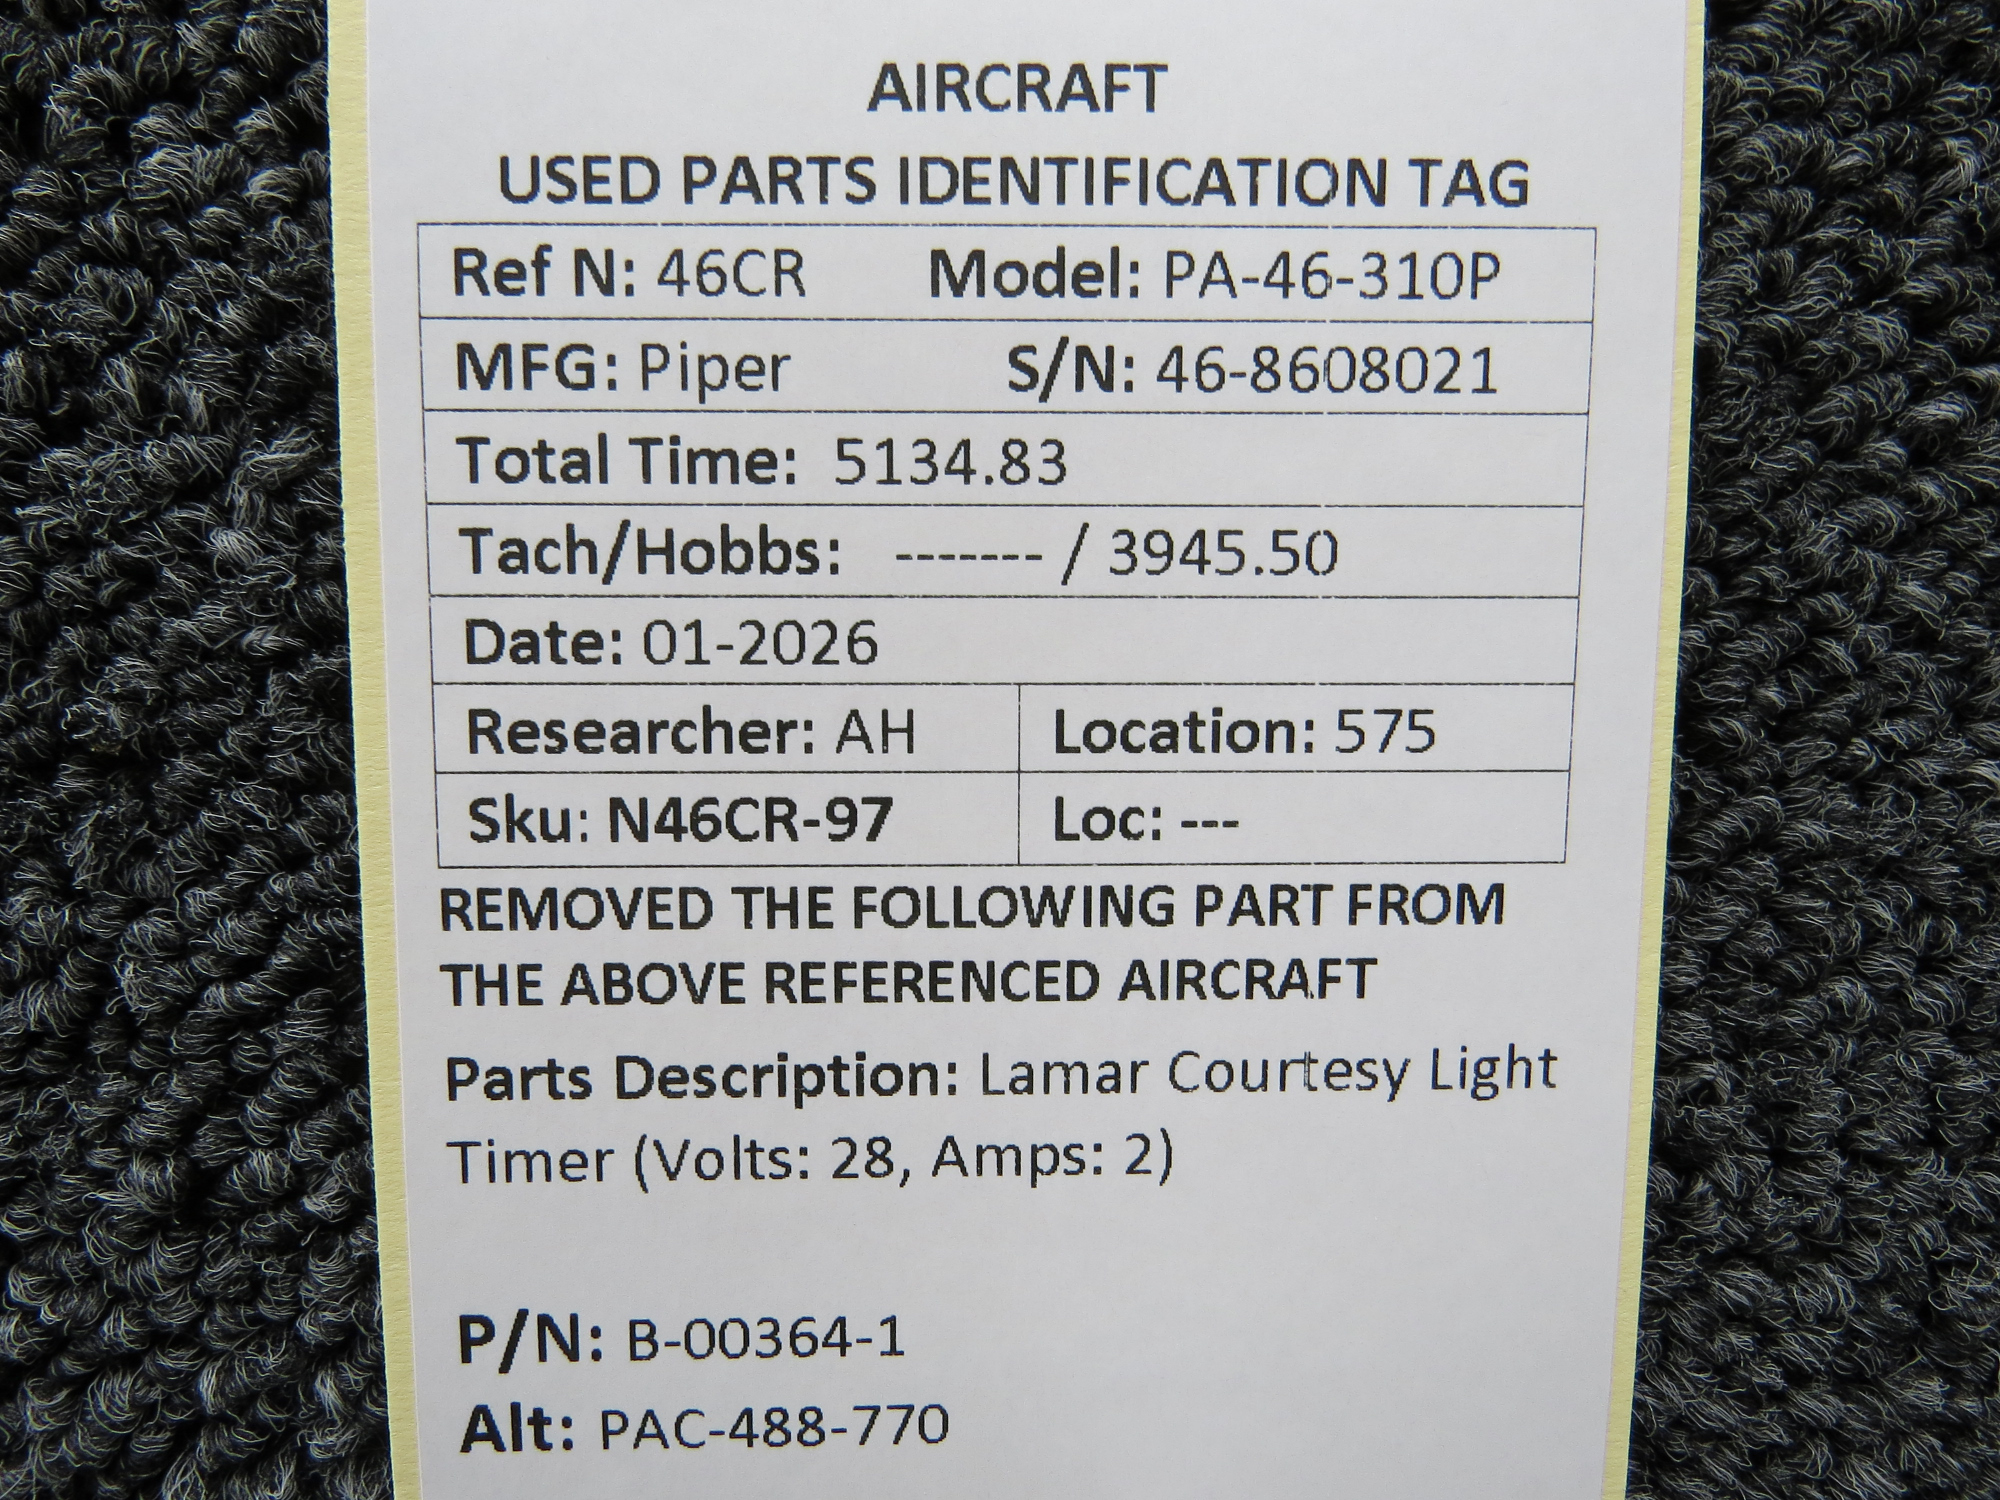 AIRCRAFT
USED PARTS IDENTIFICATION TAG
Ref N: 46CR Model: PA-46-310P
MFG: Piper S/N: 46-8608021
Total Time: 5134.83
Tach/Hobbs: ------- / 3945.50
Date: 01-2026
Researcher: AH Location: 575
Sku: N46CR-97 Loc: ---
REMOVED THE FOLLOWING PART FROM
THE ABOVE REFERENCED AIRCRAFT
Parts Description: Lamar Courtesy Light
Timer (Volts: 28, Amps: 2)
P/N: B-00364-1
Alt: PAC-488-770